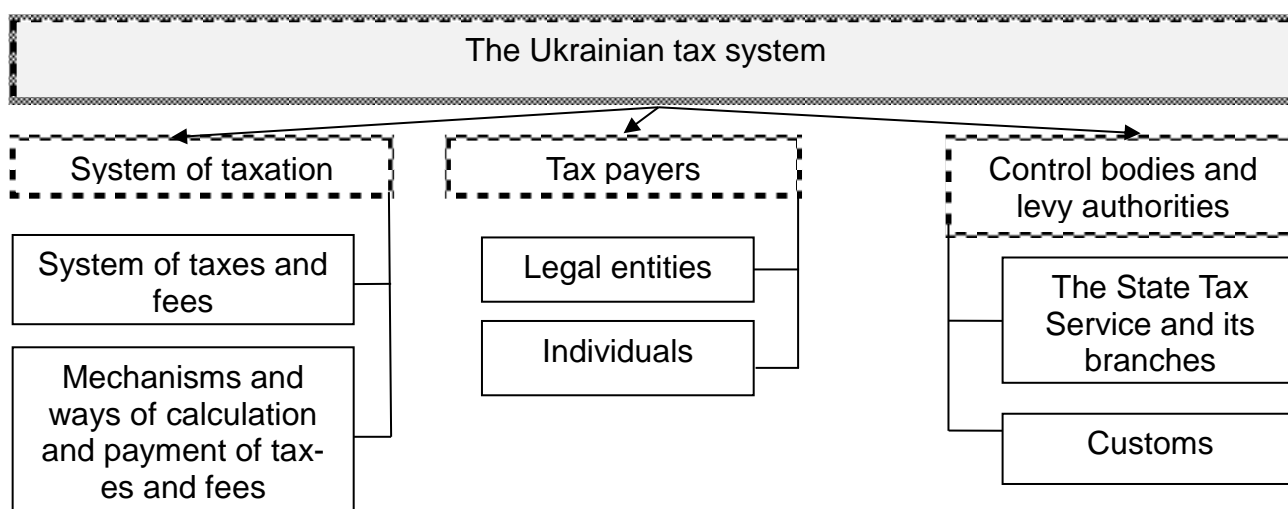 The Ukrainian tax system
System of taxation
Tax payers
Control bodies and
levy authorities
System of taxes and
fees
Mechanisms and
ways of calculation
and payment of tax-
es and fees
Legal entities
Individuals
The State Tax
Service and its
branches
Customs